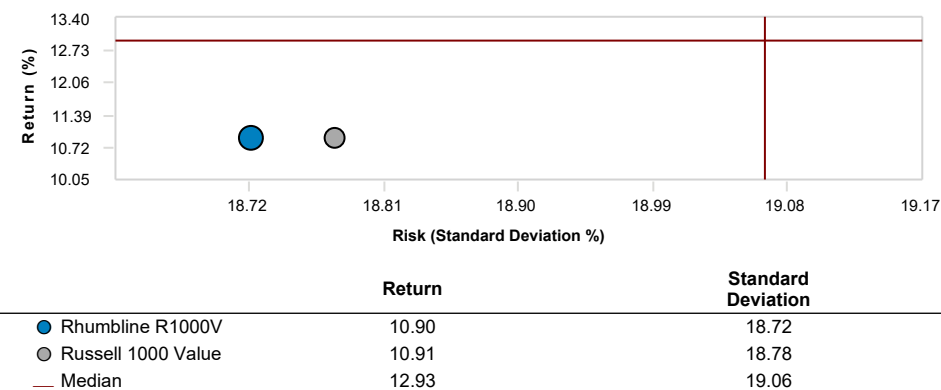 13.40
12.73
12.06
11.39
10.72
10.05
Return (%)
18.72 18.81 18.90 18.99 19.08 19.17
Risk (Standard Deviation %)
Return Standard Deviation
Rhumbline R1000V 10.90 18.72
Russell 1000 Value 10.91 18.78
Median 12.93 19.06